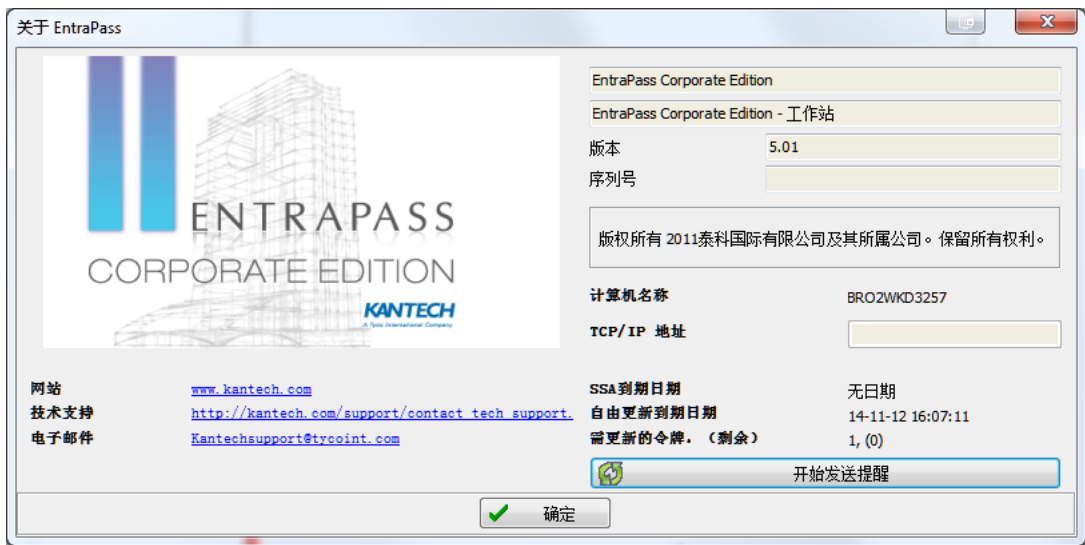 关于 EntraPass
ENTRAPASS
CORPORATE EDITION
KANTECH
A Tyco International Company
EntraPass Corporate Edition
EntraPass Corporate Edition - 工作站
版本 5.01
序列号
版权所有 2011泰科国际有限公司及其所属公司。保留所有权利。
计算机名称 BRO2WKD3257
TCP/IP 地址
网站 www.kantech.com
技术支持 http://kantech.com/support/contact_tech_support.
电子邮件 Kantechsupport@tycoint.com
SSA到期日期 无日期
自由更新到期日期 14-11-12 16:07:11
需更新的令牌. (剩余) 1, (0)
开始发送提醒
确定